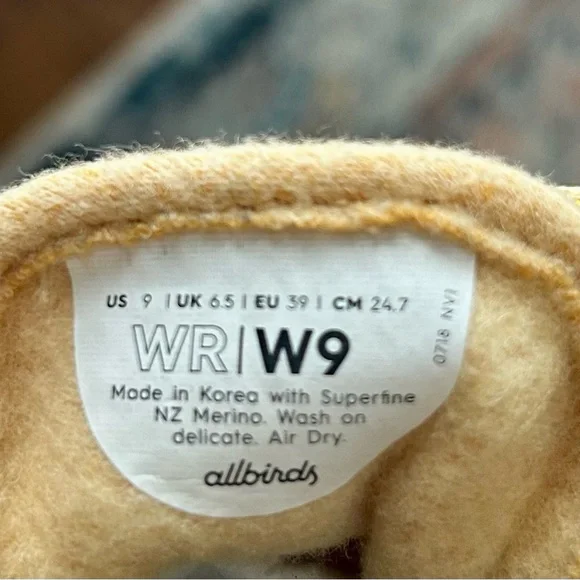 US 9 | UK 6.5 | EU 39 | CM 24.7
WR|W9
Made in Korea with Superfine
NZ Merino. Wash on
delicate. Air Dry.
allbirds
0718 NVI